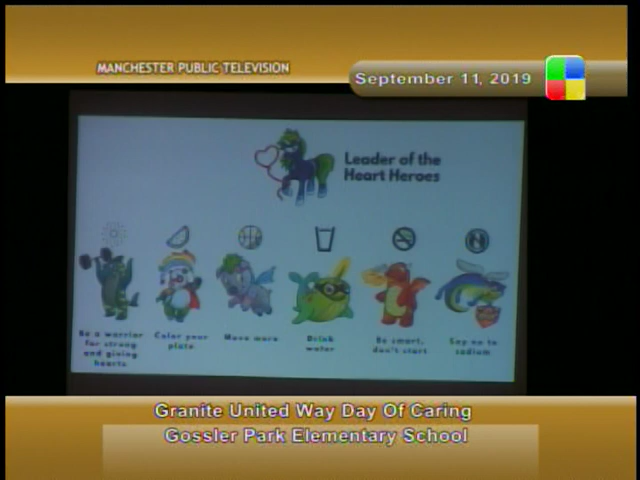 MANCHESTER PUBLIC TELEVISION
September 11, 2019
Leader of the
Heart Heroes
Be a warrior
for strong
and giving
hearts
Color your
plate
Move more
Drink
water
Be smart,
don't start
Say no to
sodium
Granite United Way Day Of Caring
Gossler Park Elementary School